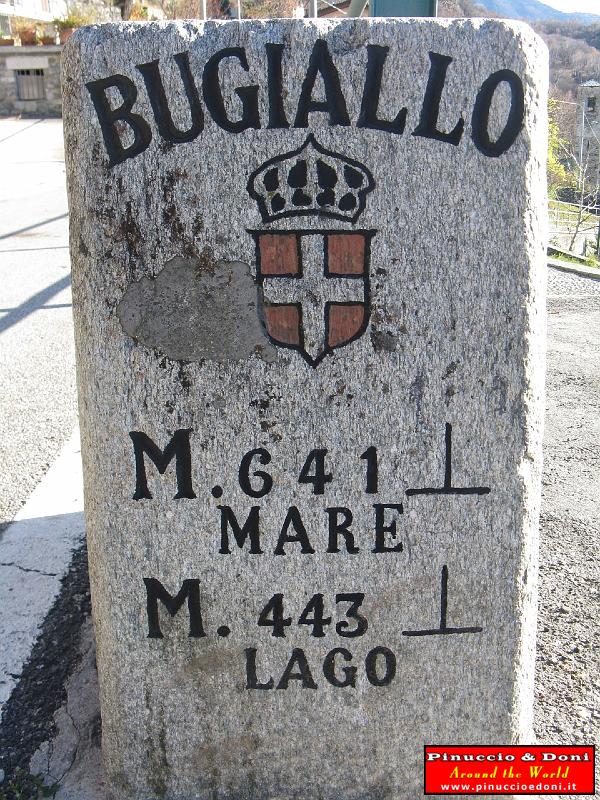 BUGIALLO
M. 641 ⊥
MARE
M. 443 ⊥
LAGO
Pinuccio & Doni
Around the World
www.pinuccioedoni.it